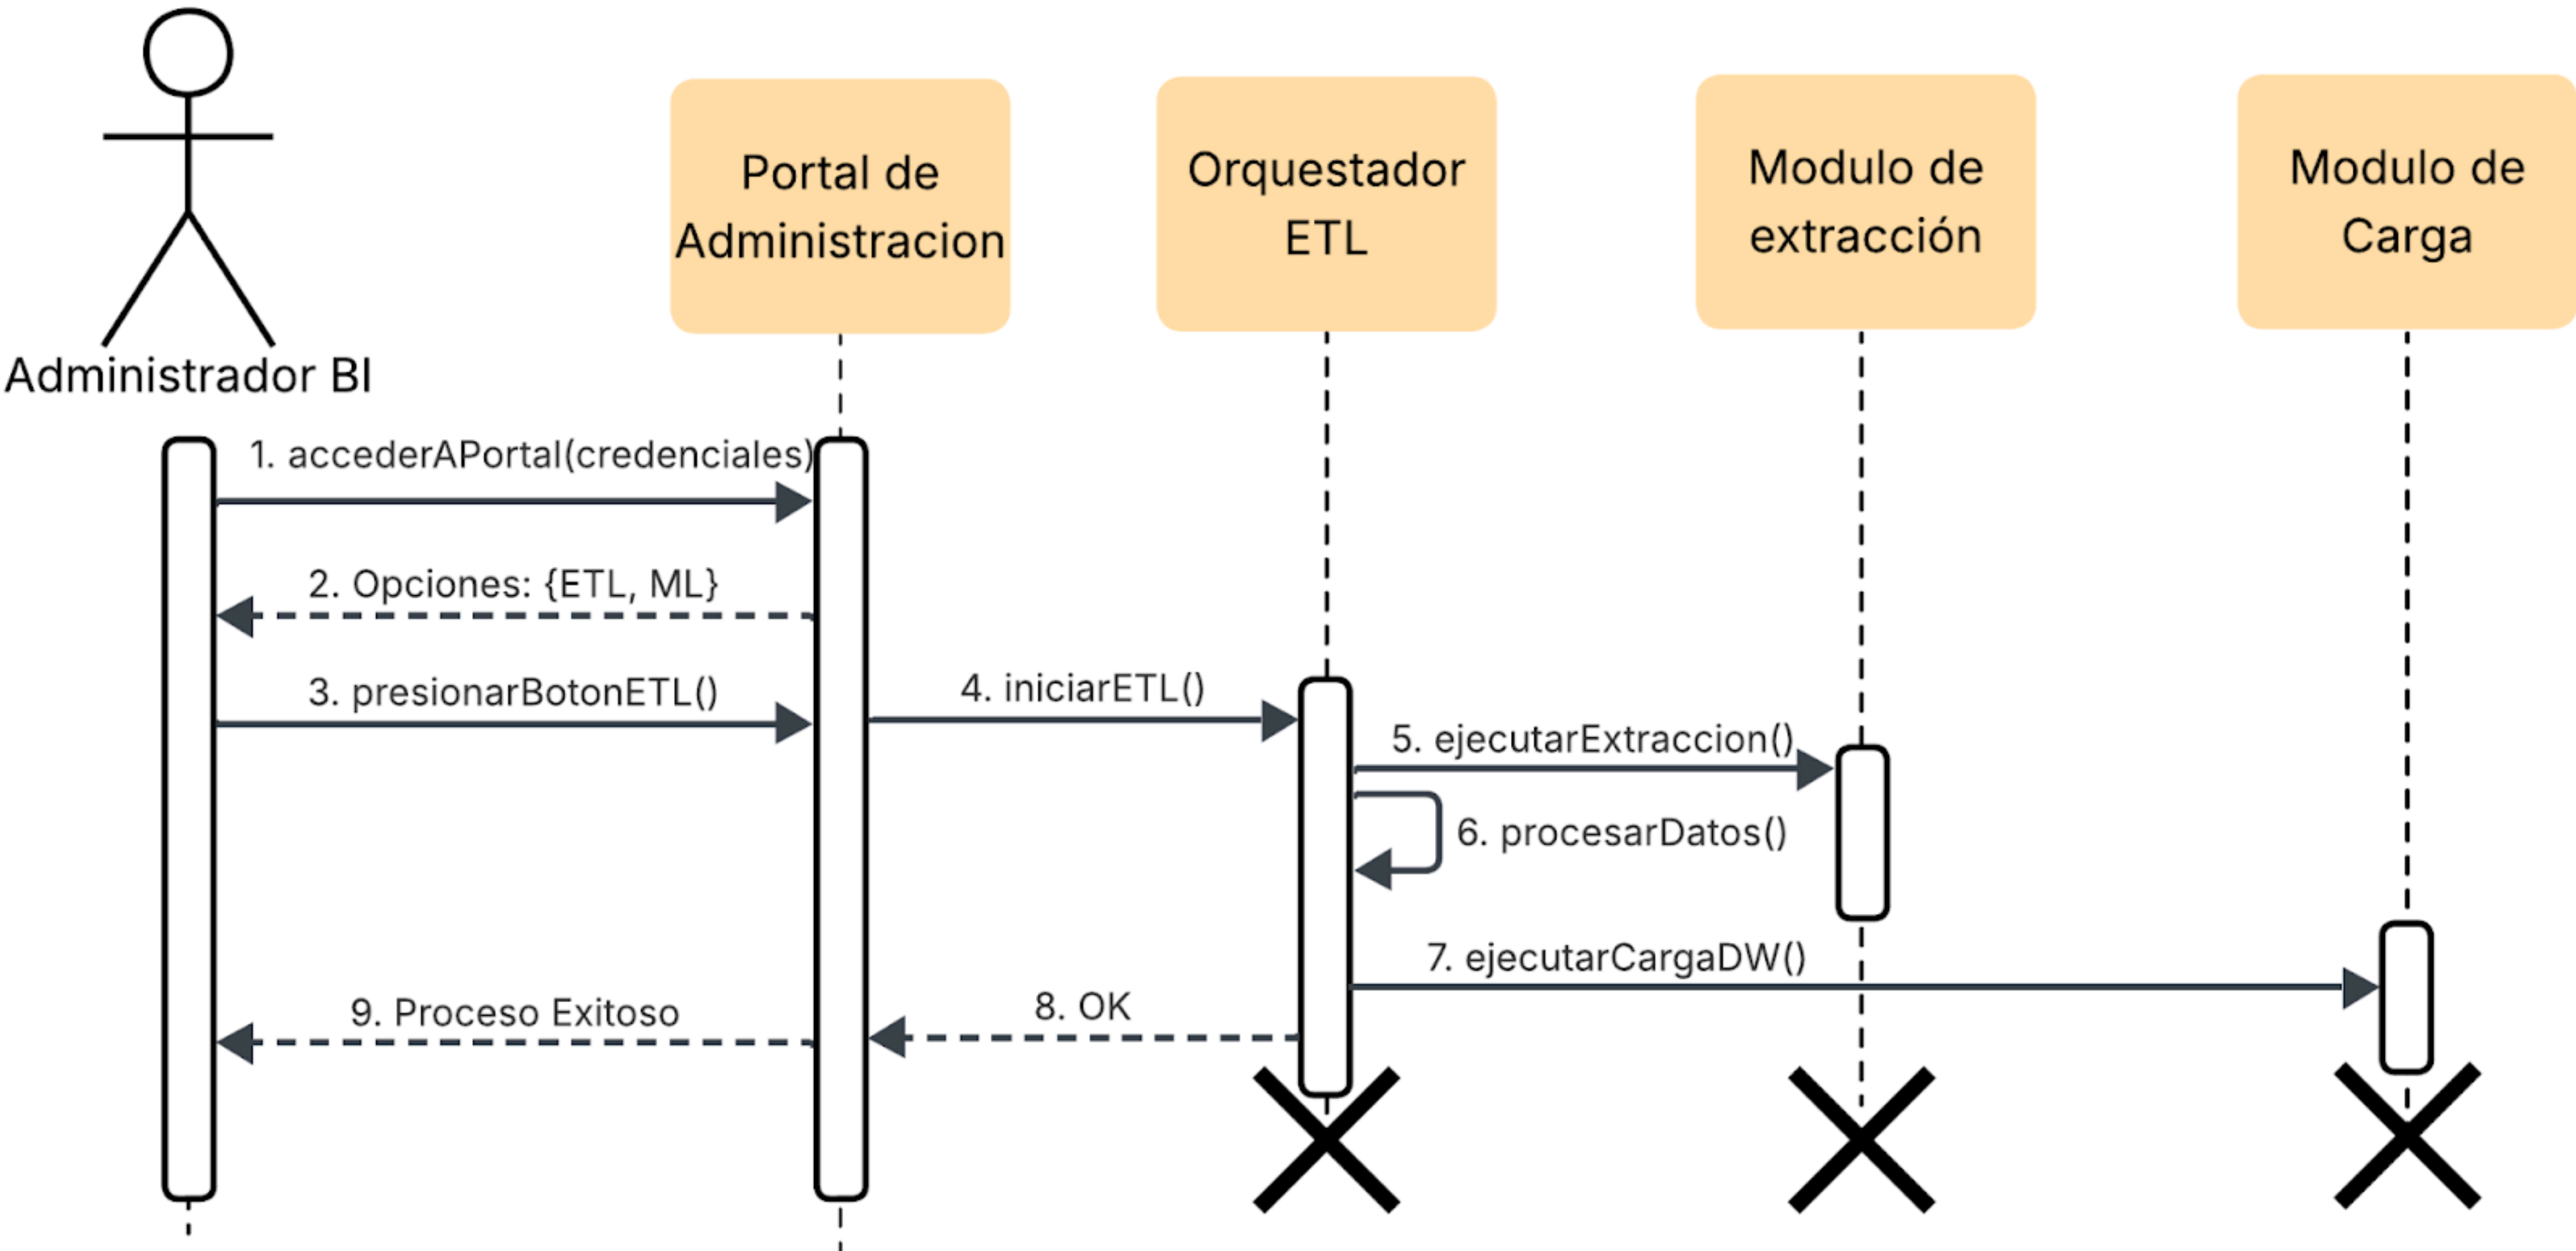 Portal de
Administracion
Orquestador
ETL
Modulo de
extracción
Modulo de
Carga
Administrador BI
1. accederAPortal(credenciales)
2. Opciones: {ETL, ML}
3. presionarBotonETL()
4. iniciarETL()
5. ejecutarExtraccion()
6. procesarDatos()
7. ejecutarCargaDW()
8. OK
9. Proceso Exitoso